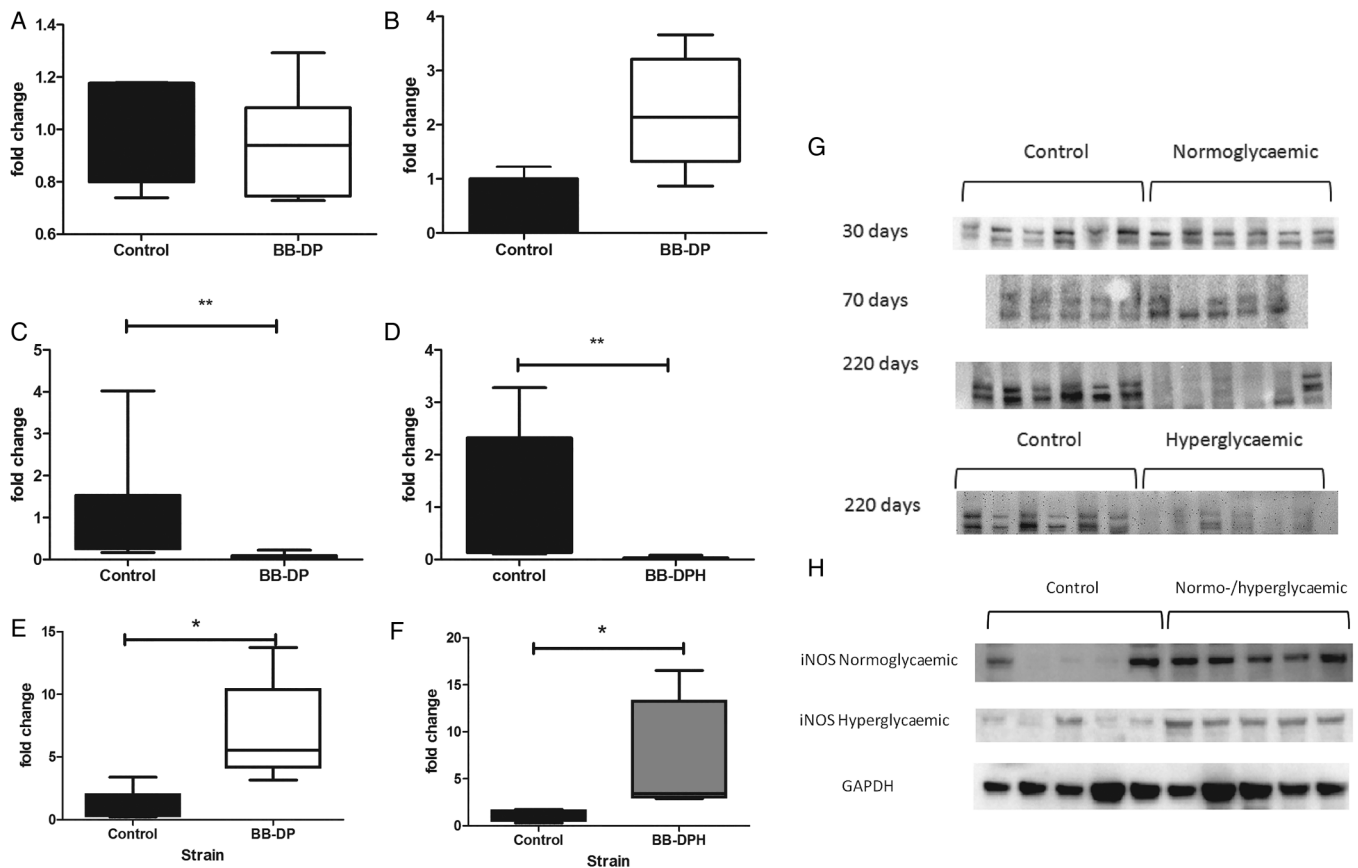 A
fold change
1.4
1.2
1.0
0.8
0.6
Control
BB-DP
B
fold change
4
3
2
1
0
Control
BB-DP
C
**
fold change
5
4
3
2
1
0
Control
BB-DP
D
**
fold change
4
3
2
1
0
control
BB-DPH
E
*
fold change
15
10
5
0
Control
BB-DP
Strain
F
*
fold change
20
15
10
5
0
Control
BB-DPH
Strain
G
Control
Normoglycaemic
30 days
70 days
220 days
Control
Hyperglycaemic
220 days
H
Control
Normo-/hyperglycaemic
iNOS Normoglycaemic
iNOS Hyperglycaemic
GAPDH